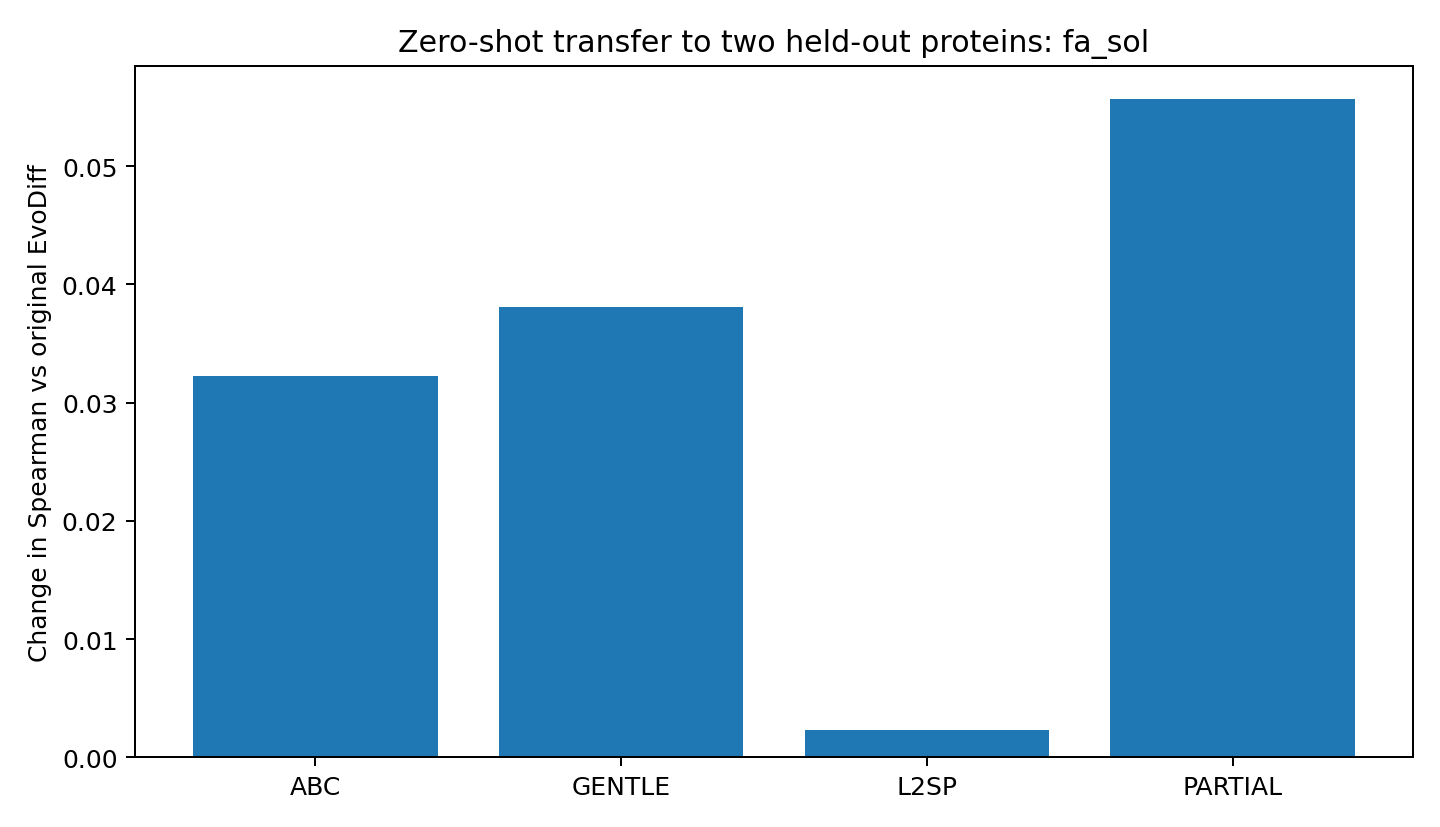 Zero-shot transfer to two held-out proteins: fa_sol
Change in Spearman vs original EvoDiff
0.05
0.04
0.03
0.02
0.01
0.00
ABC GENTLE L2SP PARTIAL